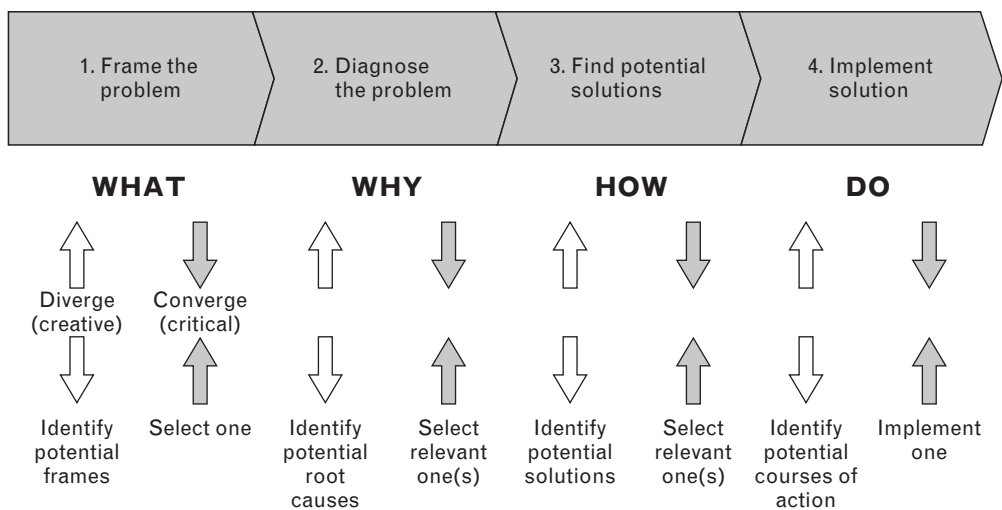 1. Frame the
problem
2. Diagnose
the problem
3. Find potential
solutions
4. Implement
solution
WHAT
WHY
HOW
DO
Diverge
(creative)
Converge
(critical)
Identify
potential
frames
Select one
Identify
potential
root
causes
Select
relevant
one(s)
Identify
potential
solutions
Select
relevant
one(s)
Identify
potential
courses of
action
Implement
one